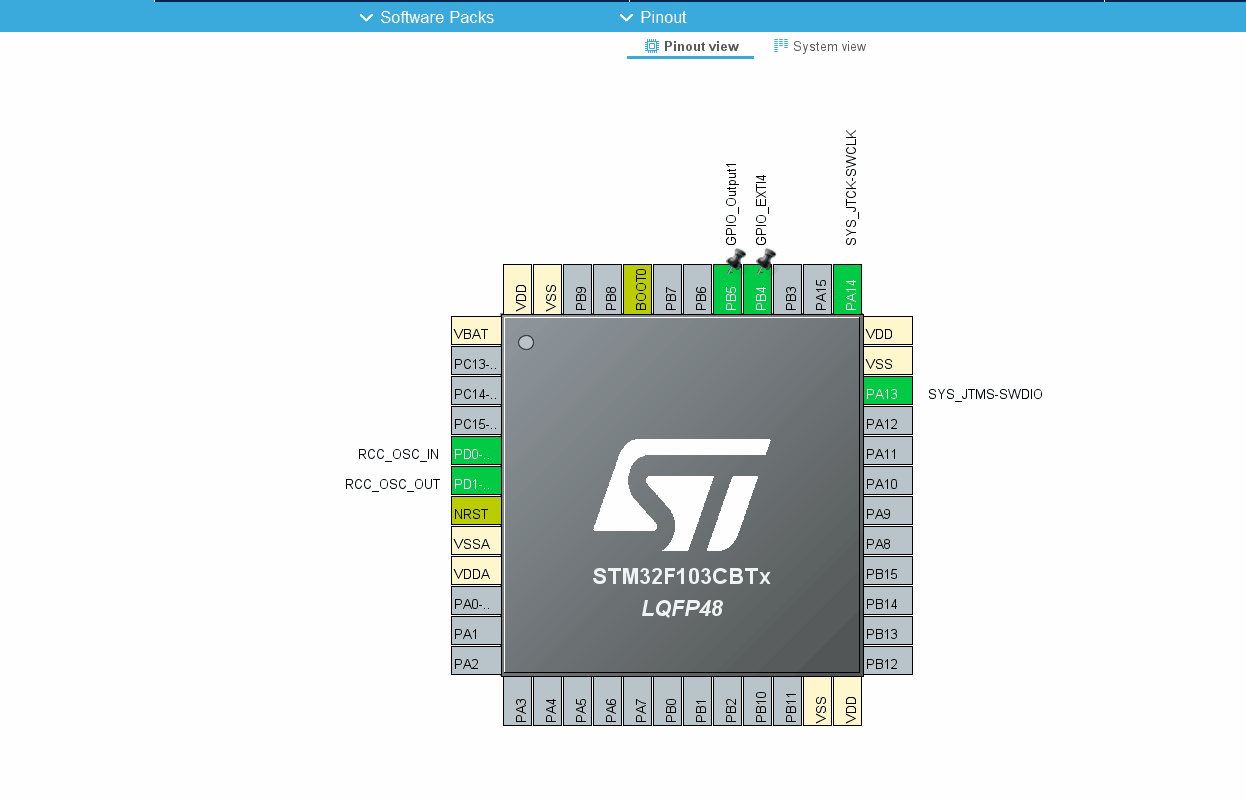 Software Packs
Pinout
Pinout view
System view
GPIO_Output1
GPIO_EXTI4
SYS_JTCK-SWCLK
VDD
VSS
PB9
PB8
BOOT0
PB7
PB6
PB5
PB4
PB3
PA15
PA14
VBAT
PC13-..
PC14-..
PC15-..
RCC_OSC_IN
PD0-..
RCC_OSC_OUT
PD1-..
NRST
VSSA
VDDA
PA0-..
PA1
PA2
VDD
VSS
PA13
SYS_JTMS-SWDIO
PA12
PA11
PA10
PA9
PA8
PB15
PB14
PB13
PB12
ST
STM32F103CBTx
LQFP48
PA3
PA4
PA5
PA6
PA7
PB0
PB1
PB2
PB10
PB11
VSS
VDD